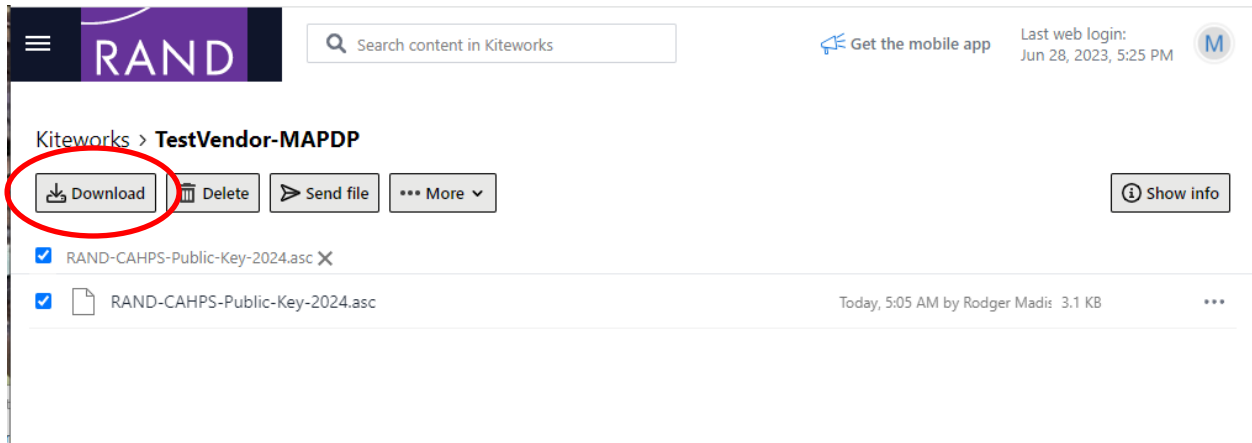 RAND
Search content in Kiteworks
Get the mobile app
Last web login:
Jun 28, 2023, 5:25 PM
M
Kiteworks > TestVendor-MAPDP
Download
Delete
Send file
••• More
Show info
RAND-CAHPS-Public-Key-2024.asc
RAND-CAHPS-Public-Key-2024.asc
Today, 5:05 AM by Rodger Madis 3.1 KB